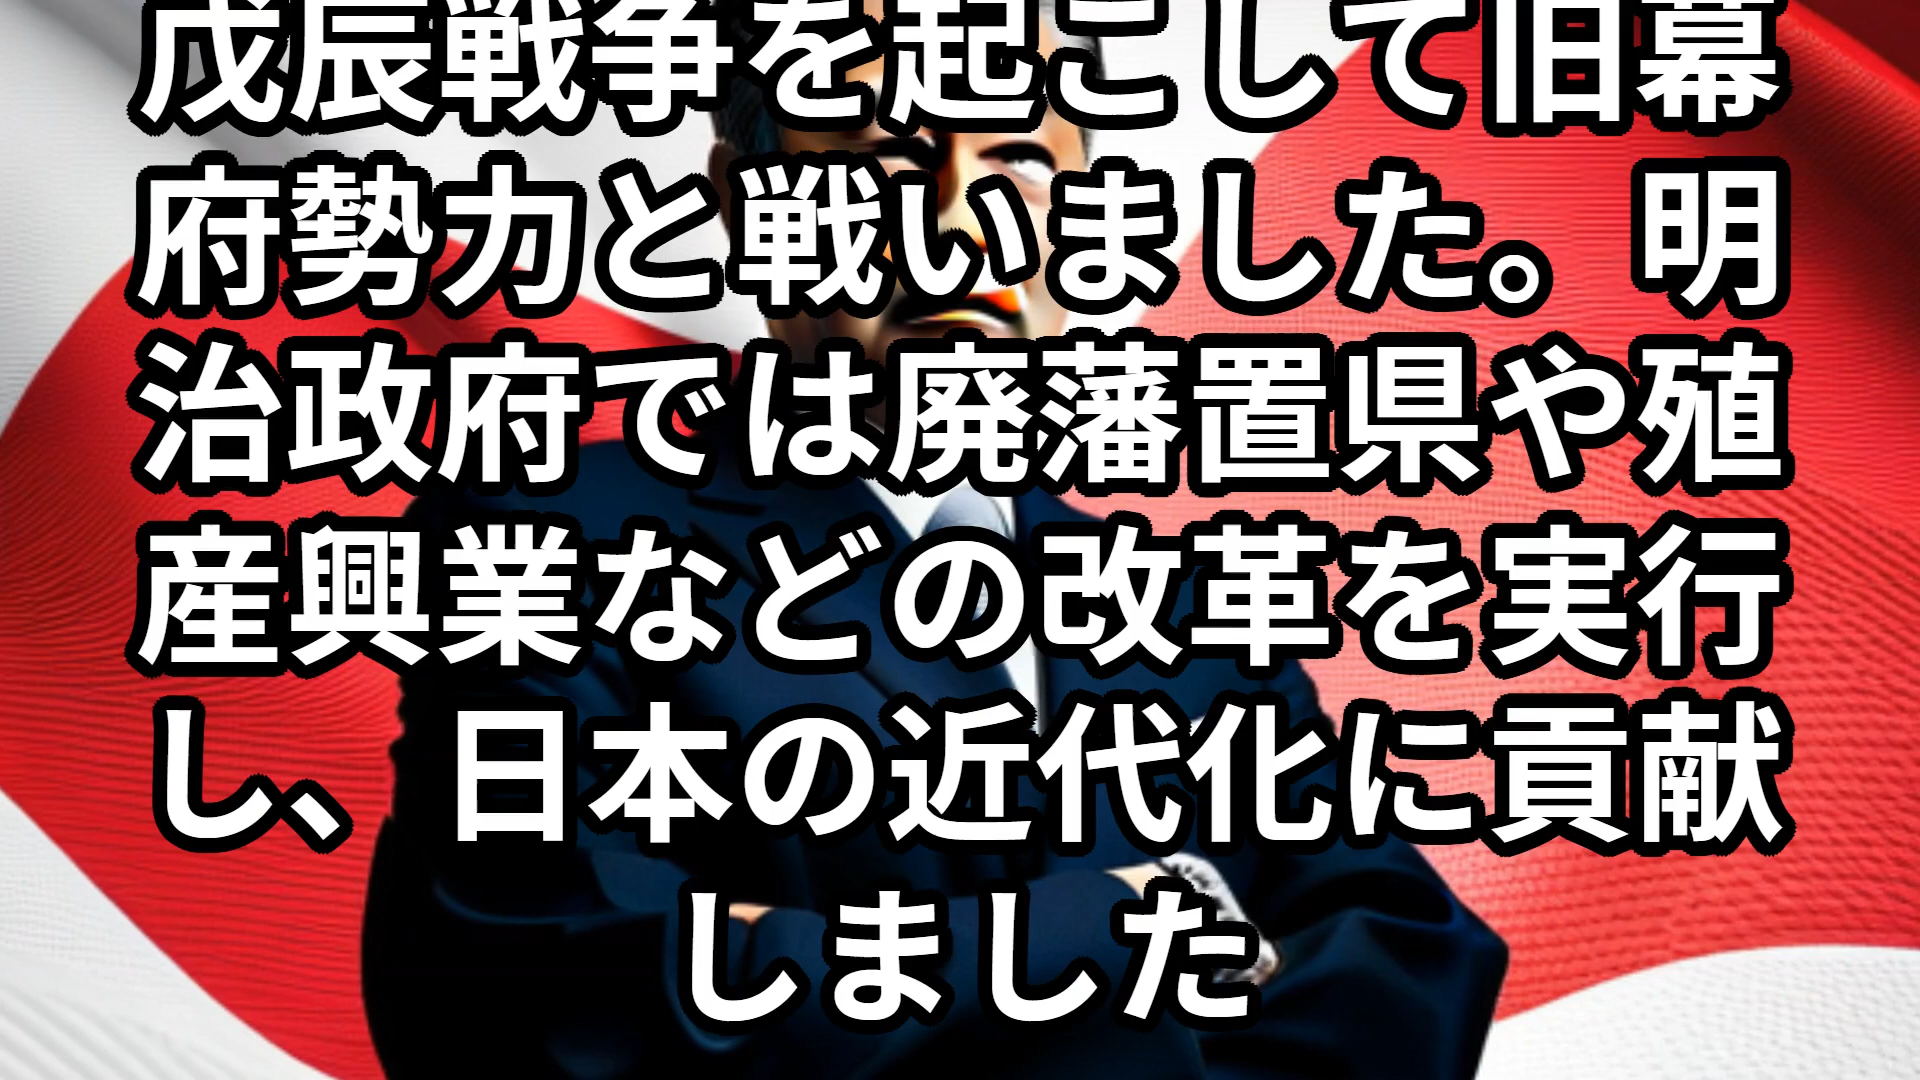 戊辰戦争を起こして旧幕
府勢力と戦いました。明
治政府では廃藩置県や殖
産興業などの改革を実行
し、日本の近代化に貢献
しました